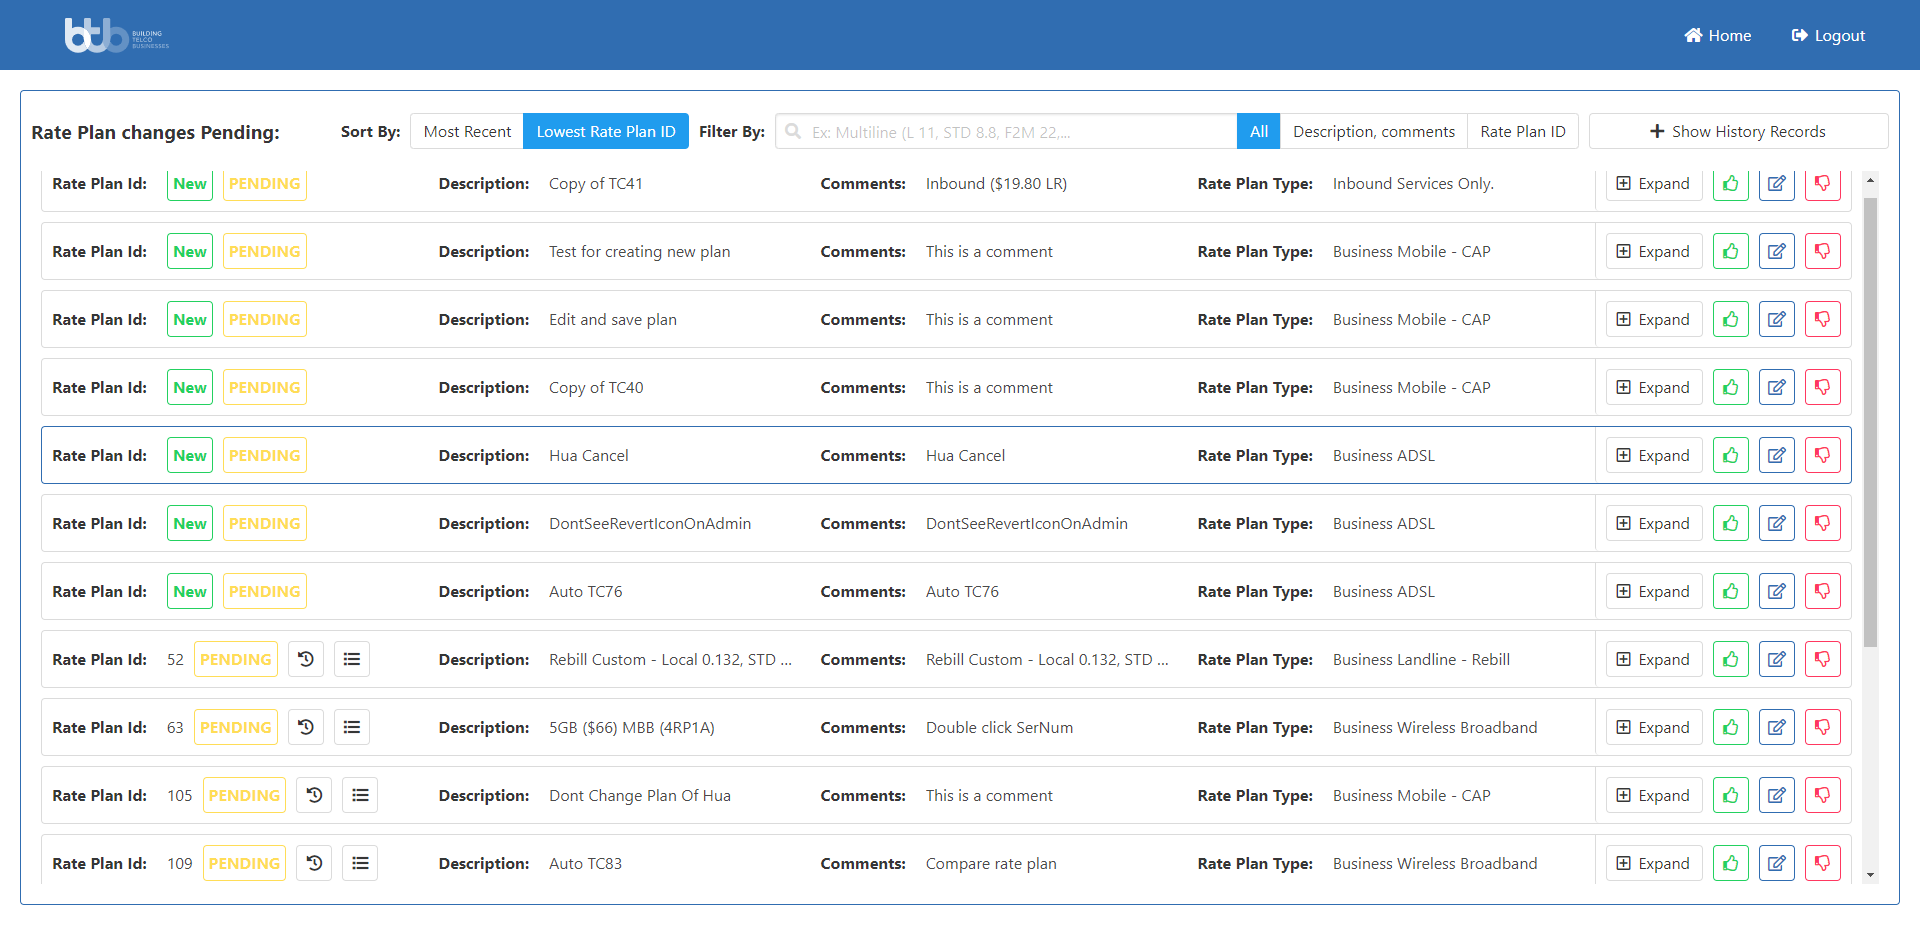 btb BUILDING TELCO BUSINESSES Home Logout
Rate Plan changes Pending: Sort By: Most Recent Lowest Rate Plan ID Filter By: Ex: Multiline (L 11, STD 8.8, F2M 22,... All Description, comments Rate Plan ID Show History Records
Rate Plan Id: New PENDING Description: Copy of TC41 Comments: Inbound ($19.80 LR) Rate Plan Type: Inbound Services Only. Expand
Rate Plan Id: New PENDING Description: Test for creating new plan Comments: This is a comment Rate Plan Type: Business Mobile - CAP Expand
Rate Plan Id: New PENDING Description: Edit and save plan Comments: This is a comment Rate Plan Type: Business Mobile - CAP Expand
Rate Plan Id: New PENDING Description: Copy of TC40 Comments: This is a comment Rate Plan Type: Business Mobile - CAP Expand
Rate Plan Id: New PENDING Description: Hua Cancel Comments: Hua Cancel Rate Plan Type: Business ADSL Expand
Rate Plan Id: New PENDING Description: DontSeeRevertIconOnAdmin Comments: DontSeeRevertIconOnAdmin Rate Plan Type: Business ADSL Expand
Rate Plan Id: New PENDING Description: Auto TC76 Comments: Auto TC76 Rate Plan Type: Business ADSL Expand
Rate Plan Id: 52 PENDING Description: Rebill Custom - Local 0.132, STD ... Comments: Rebill Custom - Local 0.132, STD ... Rate Plan Type: Business Landline - Rebill Expand
Rate Plan Id: 63 PENDING Description: 5GB ($66) MBB (4RP1A) Comments: Double click SerNum Rate Plan Type: Business Wireless Broadband Expand
Rate Plan Id: 105 PENDING Description: Dont Change Plan Of Hua Comments: This is a comment Rate Plan Type: Business Mobile - CAP Expand
Rate Plan Id: 109 PENDING Description: Auto TC83 Comments: Compare rate plan Rate Plan Type: Business Wireless Broadband Expand